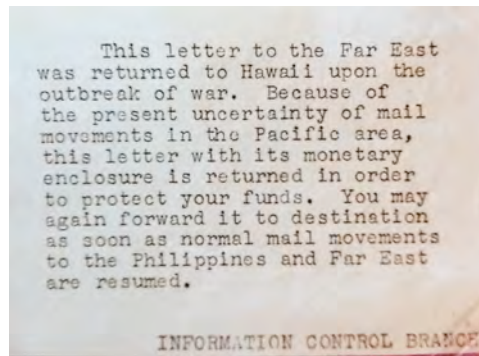 This letter to the Far East
was returned to Hawaii upon the
outbreak of war. Because of
the present uncertainty of mail
movements in the Pacific area,
this letter with its monetary
enclosure is returned in order
to protect your funds. You may
again forward it to destination
as soon as normal mail movements
to the Philippines and Far East
are resumed.
INFORMATION CONTROL BRANCH